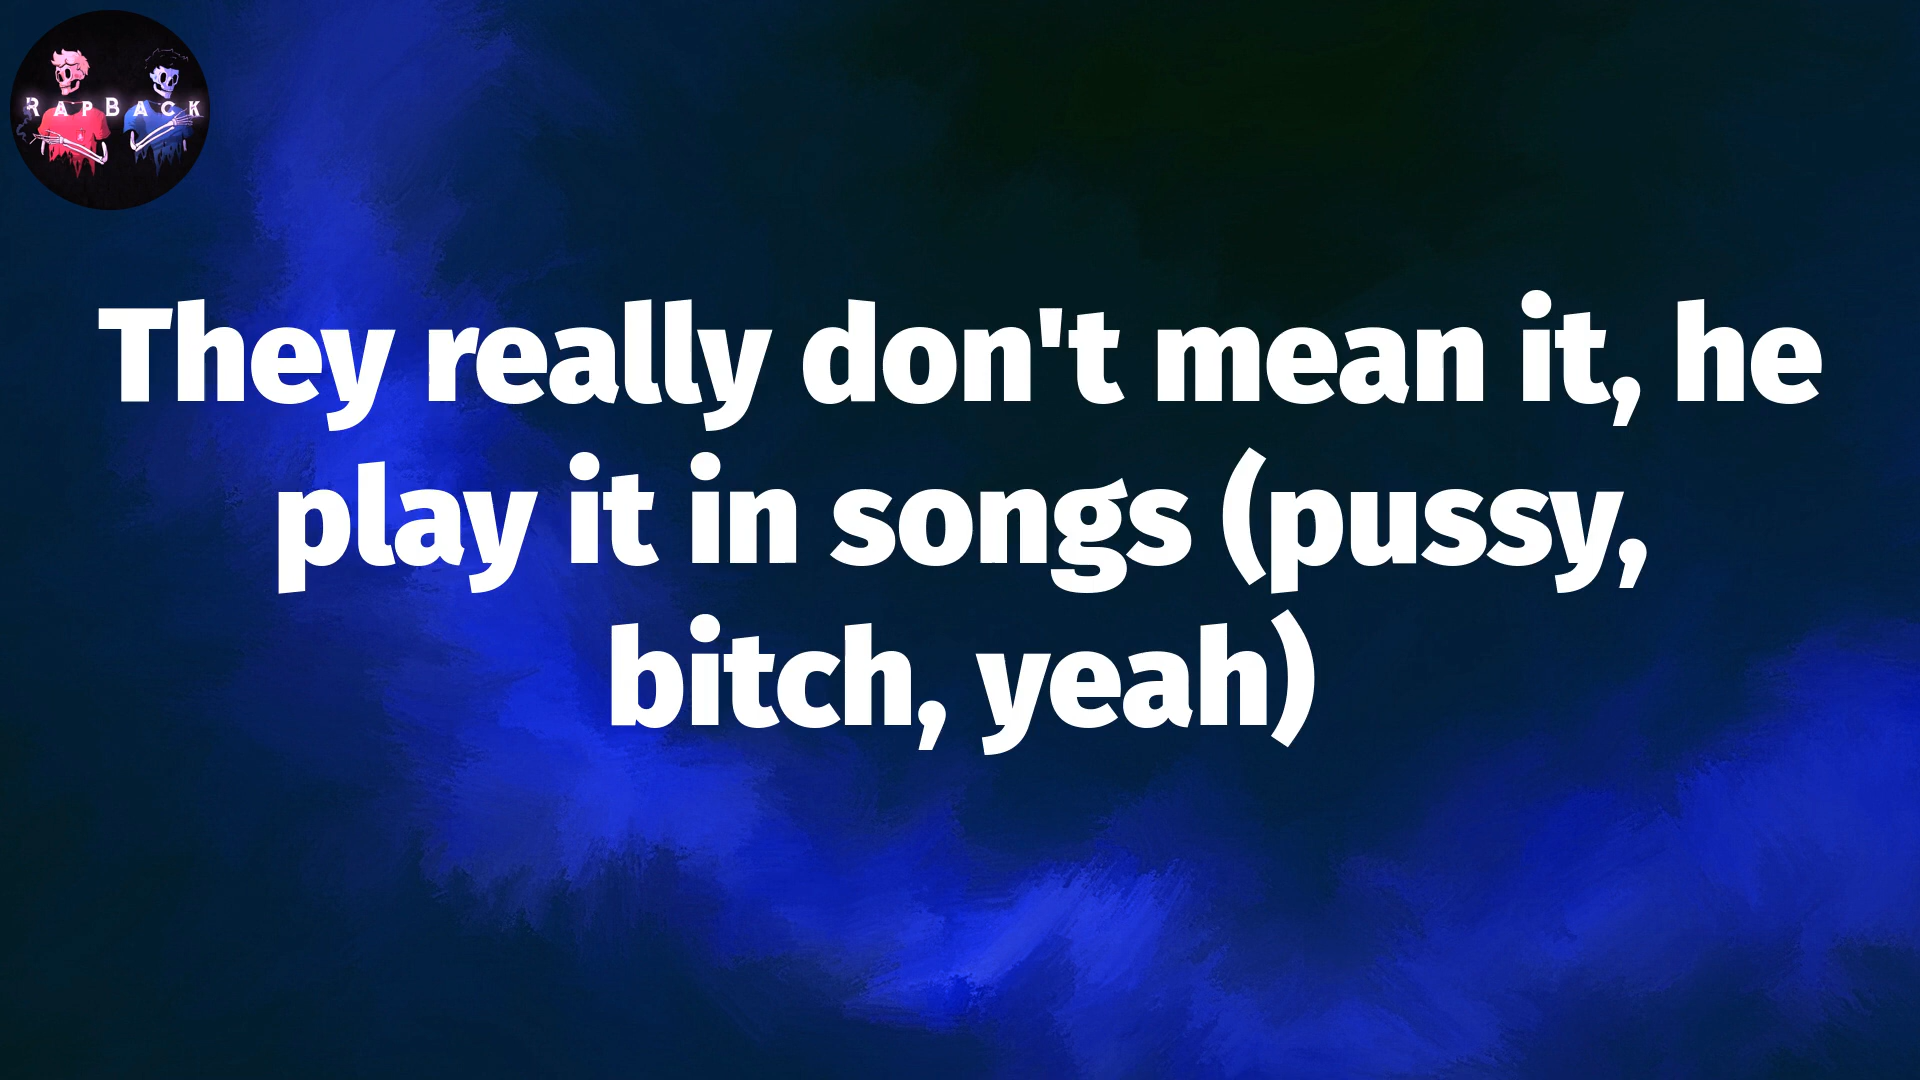 RAPBACK
They really don't mean it, he
play it in songs (pussy,
bitch, yeah)